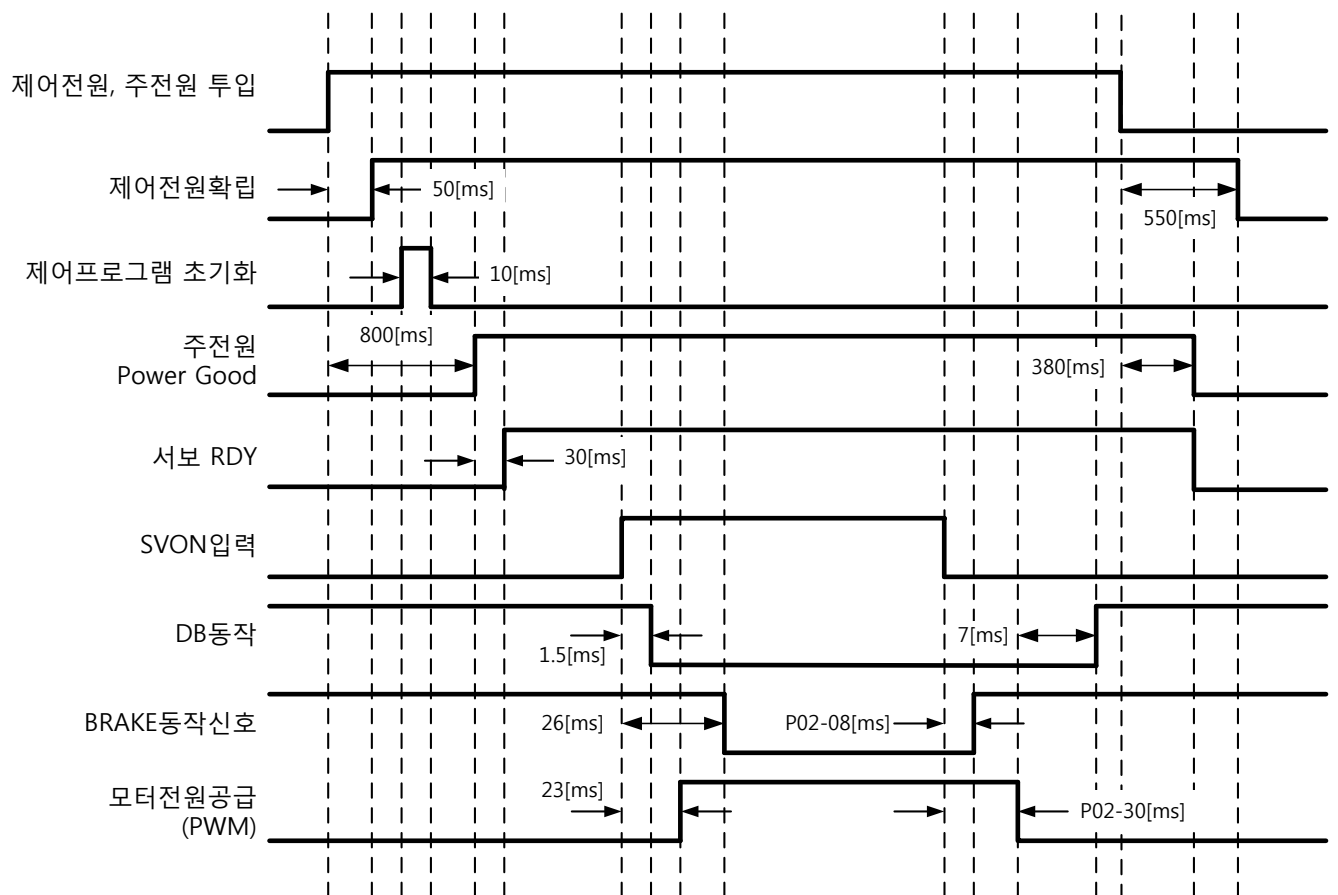 제어전원, 주전원 투입
제어전원확립
50[ms]
550[ms]
제어프로그램 초기화
10[ms]
800[ms]
주전원
Power Good
380[ms]
서보 RDY
30[ms]
SVON입력
DB동작
1.5[ms]
7[ms]
BRAKE동작신호
26[ms]
P02-08[ms]
모터전원공급
(PWM)
23[ms]
P02-30[ms]